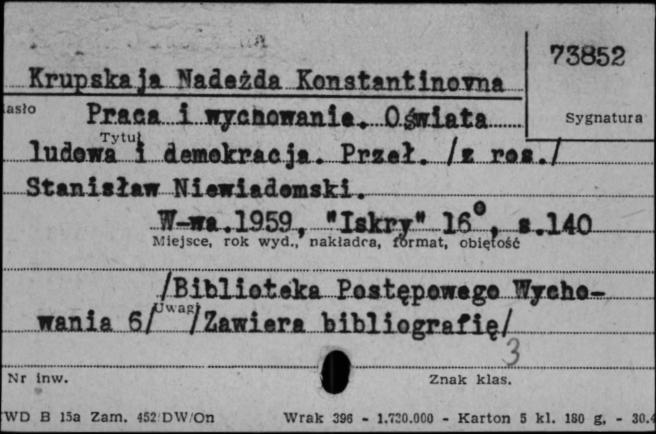 73852
Krupskaja Nadeżda Konstantinovna
asło Praca i wychowanie. Oświata Sygnatura
Tytuł
ludowa i demokracja. Przeł. /z ros./
Stanisław Niewiadomski.
W-wa.1959, "Iskry" 16°, s.140
Miejsce, rok wyd., nakładca, format, objętość
/Biblioteka Postępowego Wycho-
Uwagi
wania 6/ /Zawiera bibliografię/
3
Nr inw. Znak klas.
WD B 15a Zam. 452/DW/On Wrak 396 - 1.730.000 - Karton 5 kl. 180 g. - 30.4